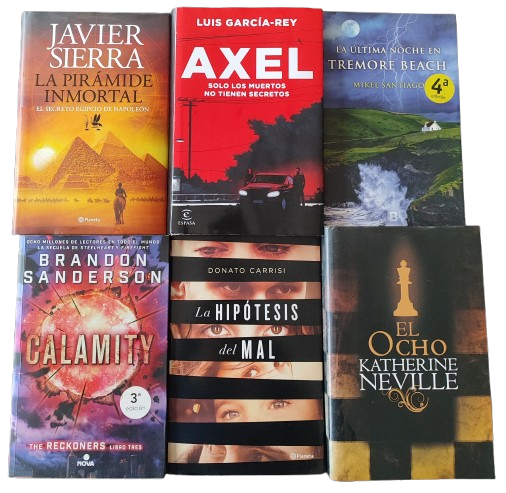 JAVIER
SIERRA
LA PIRÁMIDE
INMORTAL
EL SECRETO EGIPCIO DE NAPOLEÓN
Planeta
LUIS GARCÍA-REY
AXEL
SOLO LOS MUERTOS
NO TIENEN SECRETOS
ESPASA
LA ÚLTIMA NOCHE EN
TREMORE BEACH
MIKEL SANTIAGO
4ª
B
OCHO MILLONES DE LECTORES EN TODO EL MUNDO
LA SECUELA DE STEELHEART Y FIREFIGHT
BRANDON
SANDERSON
CALAMITY
3ª
edición
THE RECKONERS LIBRO TRES
NOVA
DONATO CARRISI
La HIPÓTESIS
del MAL
Planeta
EL
OCHO
KATHERINE
NEVILLE